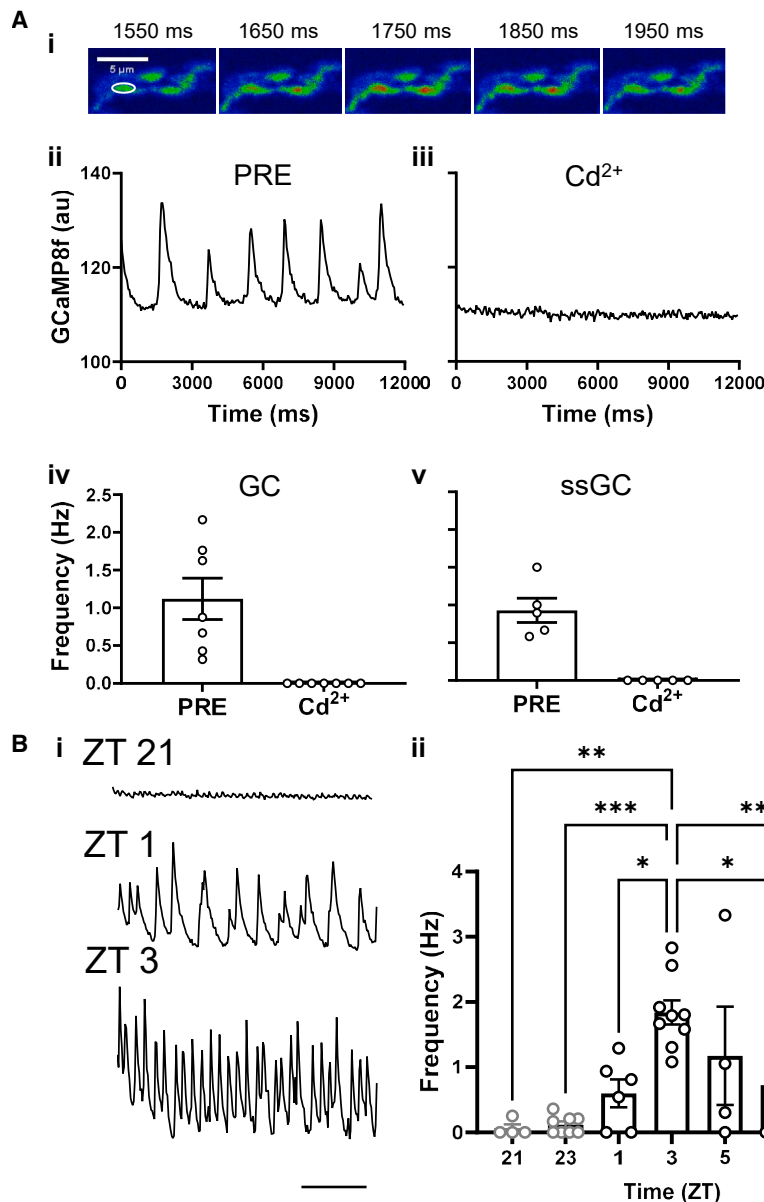 A
i
1550 ms 1650 ms 1750 ms 1850 ms 1950 ms
5 µm
ii
PRE
GCaMP8f (au)
140
120
100
0 3000 6000 9000 12000
Time (ms)
iii
Cd2+
0 3000 6000 9000 12000
Time (ms)
iv
GC
Frequency (Hz)
2.5
2.0
1.5
1.0
0.5
0.0
PRE Cd2+
v
ssGC
PRE Cd2+
B
i
ZT 21
ZT 1
ZT 3
ii
**
*** **
* *
Frequency (Hz)
4
3
2
1
0
21 23 1 3 5
Time (ZT)